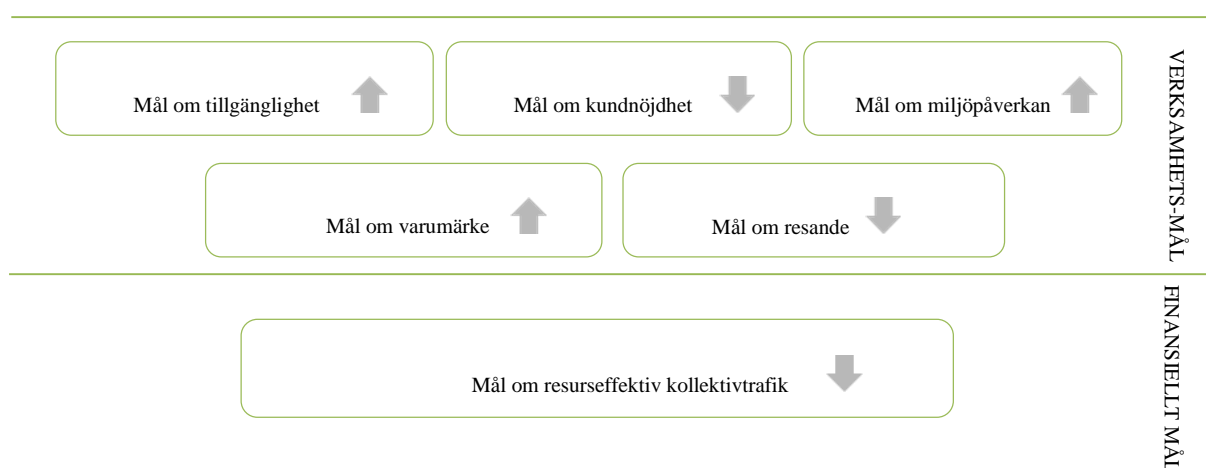 Mål om tillgänglighet
Mål om kundnöjdhet
Mål om miljöpåverkan
Mål om varumärke
Mål om resande
VERKSAMHETS-MÅL
Mål om resurseffektiv kollektivtrafik
FINANSIELLT MÅL